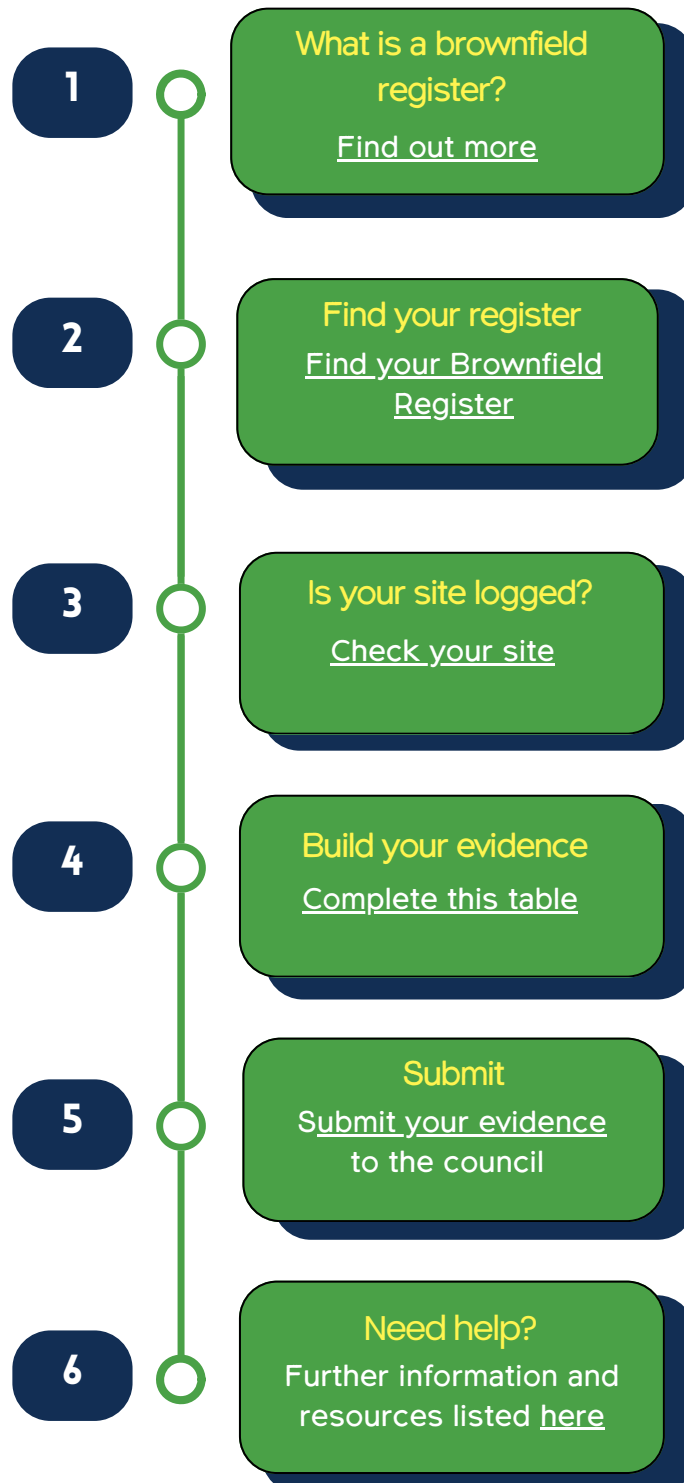 1
What is a brownfield
register?
Find out more
2
Find your register
Find your Brownfield
Register
3
Is your site logged?
Check your site
4
Build your evidence
Complete this table
5
Submit
Submit your evidence
to the council
6
Need help?
Further information and
resources listed here